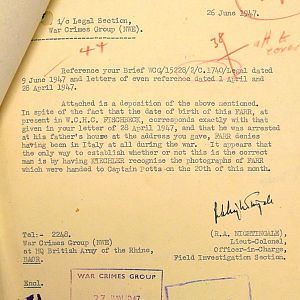 i/c Legal Section,
War Crimes Group (NWE).
26 June 1947.
44
38
Reference your Brief WCG/15228/2/C.1740/Legal dated
9 June 1947 and letters of even reference dated 1 April and
28 April 1947.
Attached is a deposition of the above mentioned.
In spite of the fact that the date of birth of this FARR, at
present in W.C.H.C. FISCHBECK, corresponds exactly with that
given in your letter of 28 April 1947, and that he was arrested
at his father's house at the address you gave, FARR denies
having been in Italy at all during the war. It appears that
the only way to establish whether or not this is the correct
man is by having KUECHLER recognise the photographs of FARR
which were handed to Captain Potts on the 20th of this month.
Tel:- 2248.
War Crimes Group (NWE)
at HQ British Army of the Rhine,
BAOR.
Encl.
(R.A. NIGHTINGALE)
Lieut-Colonel,
Officer-in-Charge,
Field Investigation Section.
WAR CRIMES GROUP